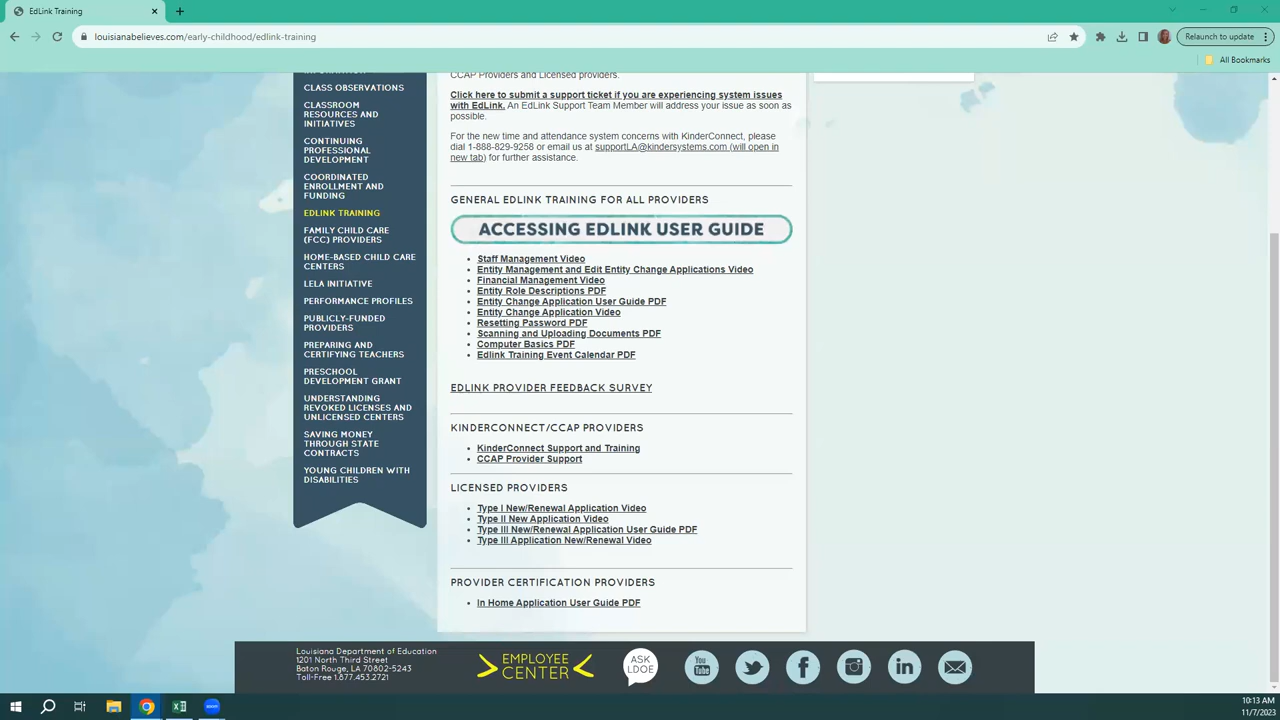 EdLink Training
louisianabelieves.com/early-childhood/edlink-training
Relaunch to update
All Bookmarks
CLASS OBSERVATIONS
CLASSROOM
RESOURCES AND
INITIATIVES
CONTINUING
PROFESSIONAL
DEVELOPMENT
COORDINATED
ENROLLMENT AND
FUNDING
EDLINK TRAINING
FAMILY CHILD CARE
(FCC) PROVIDERS
HOME-BASED CHILD CARE
CENTERS
LELA INITIATIVE
PERFORMANCE PROFILES
PUBLICLY-FUNDED
PROVIDERS
PREPARING AND
CERTIFYING TEACHERS
PRESCHOOL
DEVELOPMENT GRANT
UNDERSTANDING
REVOKED LICENSES AND
UNLICENSED CENTERS
SAVING MONEY
THROUGH STATE
CONTRACTS
YOUNG CHILDREN WITH
DISABILITIES
CCAP Providers and Licensed providers.
Click here to submit a support ticket if you are experiencing system issues
with EdLink. An EdLink Support Team Member will address your issue as soon as
possible.
For the new time and attendance system concerns with KinderConnect, please
dial 1-888-829-9258 or email us at supportLA@kindersystems.com (will open in
new tab) for further assistance.
GENERAL EDLINK TRAINING FOR ALL PROVIDERS
ACCESSING EDLINK USER GUIDE
• Staff Management Video
• Entity Management and Edit Entity Change Applications Video
• Financial Management Video
• Entity Role Descriptions PDF
• Entity Change Application User Guide PDF
• Entity Change Application Video
• Resetting Password PDF
• Scanning and Uploading Documents PDF
• Computer Basics PDF
• Edlink Training Event Calendar PDF
EDLINK PROVIDER FEEDBACK SURVEY
KINDERCONNECT/CCAP PROVIDERS
• KinderConnect Support and Training
• CCAP Provider Support
LICENSED PROVIDERS
• Type I New/Renewal Application Video
• Type II New Application Video
• Type III New/Renewal Application User Guide PDF
• Type III Application New/Renewal Video
PROVIDER CERTIFICATION PROVIDERS
• In Home Application User Guide PDF
Louisiana Department of Education
1201 North Third Street
Baton Rouge, LA 70802-5243
Toll-Free 1.877.453.2721
EMPLOYEE
CENTER
ASK
LDOE
You
Tube
zoom
10:13 AM
11/7/2023